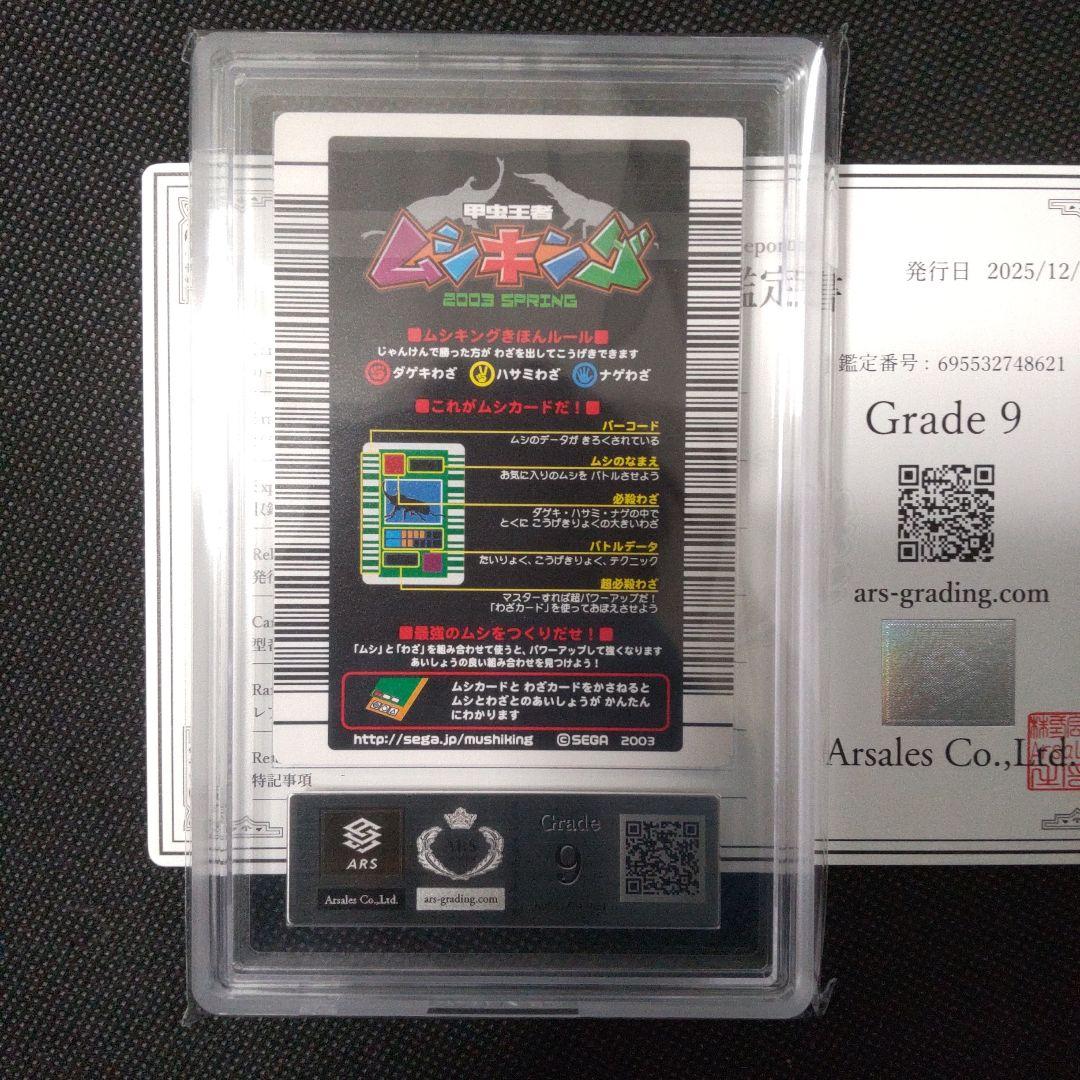 甲虫王者
ムシキング
2003 SPRING
■ムシキングきほんルール■
じゃんけんで勝った方が わざを出してこうげきできます
ダゲキわざ ハサミわざ ナゲわざ
■これがムシカードだ！■
バーコード
ムシのデータが きろくされている
ムシのなまえ
お気に入りのムシを バトルさせよう
必殺わざ
ダゲキ・ハサミ・ナゲの中で
とくに こうげきりょくの大きいわざ
バトルデータ
たいりょく、こうげきりょく、テクニック
超必殺わざ
マスターすれば超パワーアップだ！
「わざカード」を使っておぼえさせよう
■最強のムシをつくりだせ！■
「ムシ」と「わざ」を組み合わせて使うと、パワーアップして強くなります
あいしょうの良い組み合わせを見つけよう！
ムシカードと わざカードをかさねると
ムシとわざとのあいしょうが かんたん
にわかります
http://sega.jp/mushiking ©SEGA 2003
ARS
Arsales Co.,Ltd.
ARS
ars-grading.com
Grade
9
発行日 2025/12/
鑑定番号：695532748621
Grade 9
ars-grading.com
Arsales Co.,Ltd.
特記事項